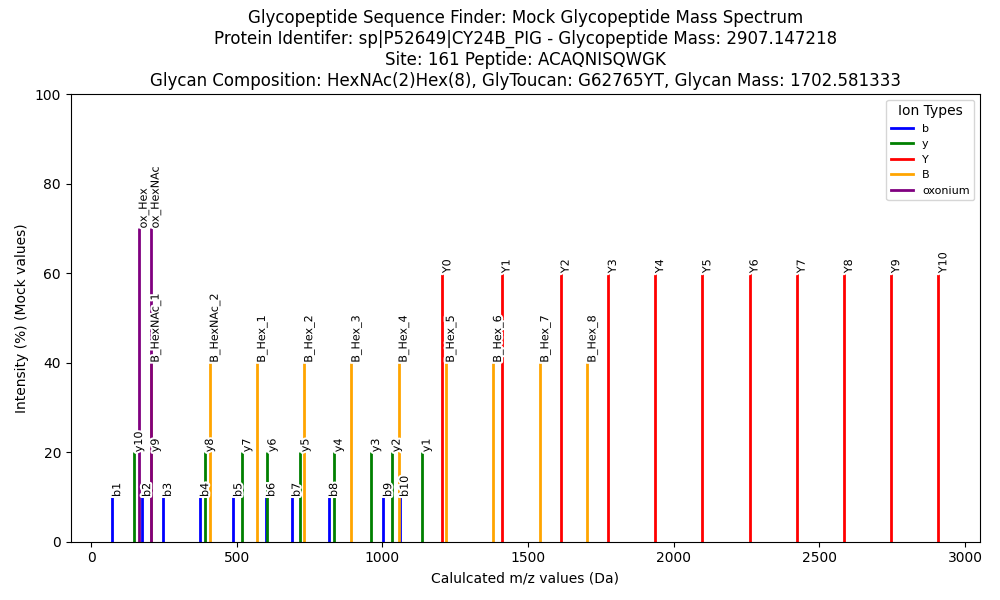 Glycopeptide Sequence Finder: Mock Glycopeptide Mass Spectrum
Protein Identifer: sp|P52649|CY24B_PIG - Glycopeptide Mass: 2907.147218
Site: 161 Peptide: ACAQNISQWGK
Glycan Composition: HexNAc(2)Hex(8), GlyToucan: G62765YT, Glycan Mass: 1702.581333
100
80
60
40
20
0
Intensity (%) (Mock values)
Ion Types
b
y
Y
B
oxonium
ox_Hex
ox_HexNAc
Y0
Y1
Y2
Y3
Y4
Y5
Y6
Y7
Y8
Y9
Y10
B_HexNAc_1
B_HexNAc_2
B_Hex_1
B_Hex_2
B_Hex_3
B_Hex_4
B_Hex_5
B_Hex_6
B_Hex_7
B_Hex_8
y10
y9
y8
y7
y6
y5
y4
y3
y2
y1
b1
b2
b3
b4
b5
b6
b7
b8
b9
b10
0
500
1000
1500
2000
2500
3000
Calulcated m/z values (Da)